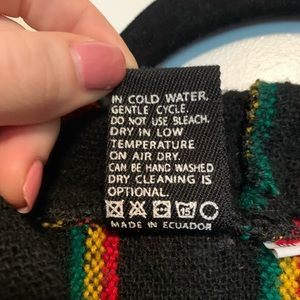 IN COLD WATER,
GENTLE CYCLE.
DO NOT USE BLEACH.
DRY IN LOW
TEMPERATURE
ON AIR DRY.
CAN BE HAND WASHED
DRY CLEANING IS
OPTIONAL.
MADE IN ECUADOR